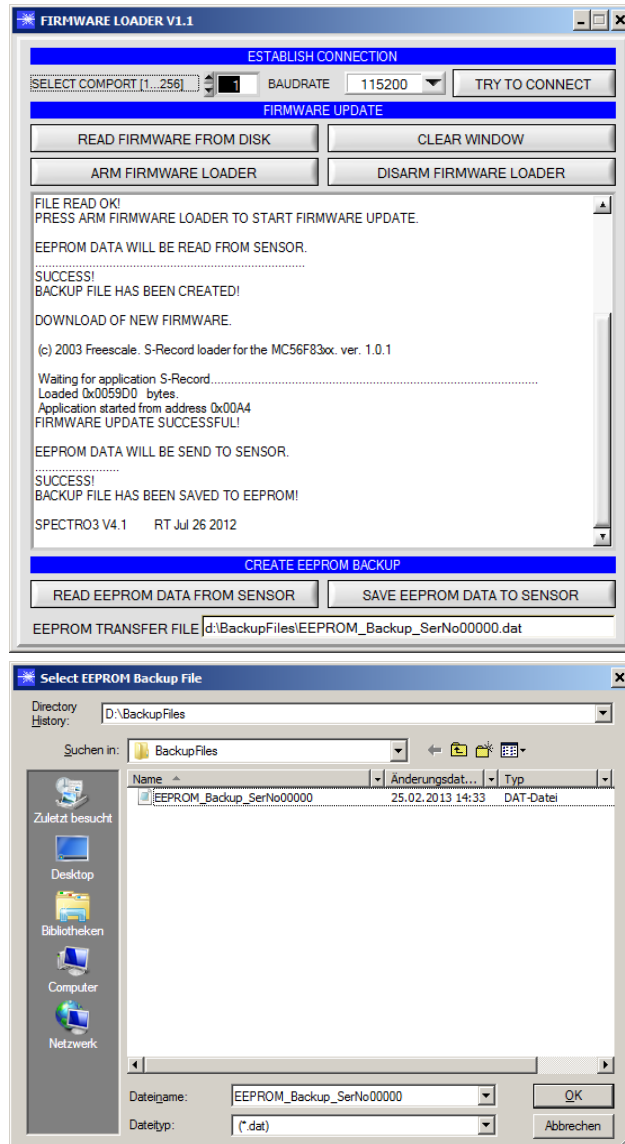 FIRMWARE LOADER V1.1
ESTABLISH CONNECTION
SELECT COMPORT [1...256] 1 BAUDRATE 115200 TRY TO CONNECT
FIRMWARE UPDATE
READ FIRMWARE FROM DISK CLEAR WINDOW
ARM FIRMWARE LOADER DISARM FIRMWARE LOADER
FILE READ OK!
PRESS ARM FIRMWARE LOADER TO START FIRMWARE UPDATE.
EEPROM DATA WILL BE READ FROM SENSOR.
..........................................................................
SUCCESS!
BACKUP FILE HAS BEEN CREATED!
DOWNLOAD OF NEW FIRMWARE.
(c) 2003 Freescale. S-Record loader for the MC56F83xx. ver. 1.0.1
Waiting for application S-Record..........................................................................................
Loaded 0x0059D0 bytes.
Application started from address 0x00A4
FIRMWARE UPDATE SUCCESSFUL!
EEPROM DATA WILL BE SEND TO SENSOR.
.......................
SUCCESS!
BACKUP FILE HAS BEEN SAVED TO EEPROM!
SPECTRO3 V4.1 RT Jul 26 2012
CREATE EEPROM BACKUP
READ EEPROM DATA FROM SENSOR SAVE EEPROM DATA TO SENSOR
EEPROM TRANSFER FILE d:\BackupFiles\EEPROM_Backup_SerNo00000.dat
Select EEPROM Backup File
Directory
History: D:\BackupFiles
Suchen in: BackupFiles
Name Änderungsdat... Typ
EEPROM_Backup_SerNo00000 25.02.2013 14:33 DAT-Datei
Zuletzt besucht
Desktop
Bibliotheken
Computer
Netzwerk
Dateiname: EEPROM_Backup_SerNo00000 OK
Dateityp: (*.dat) Abbrechen